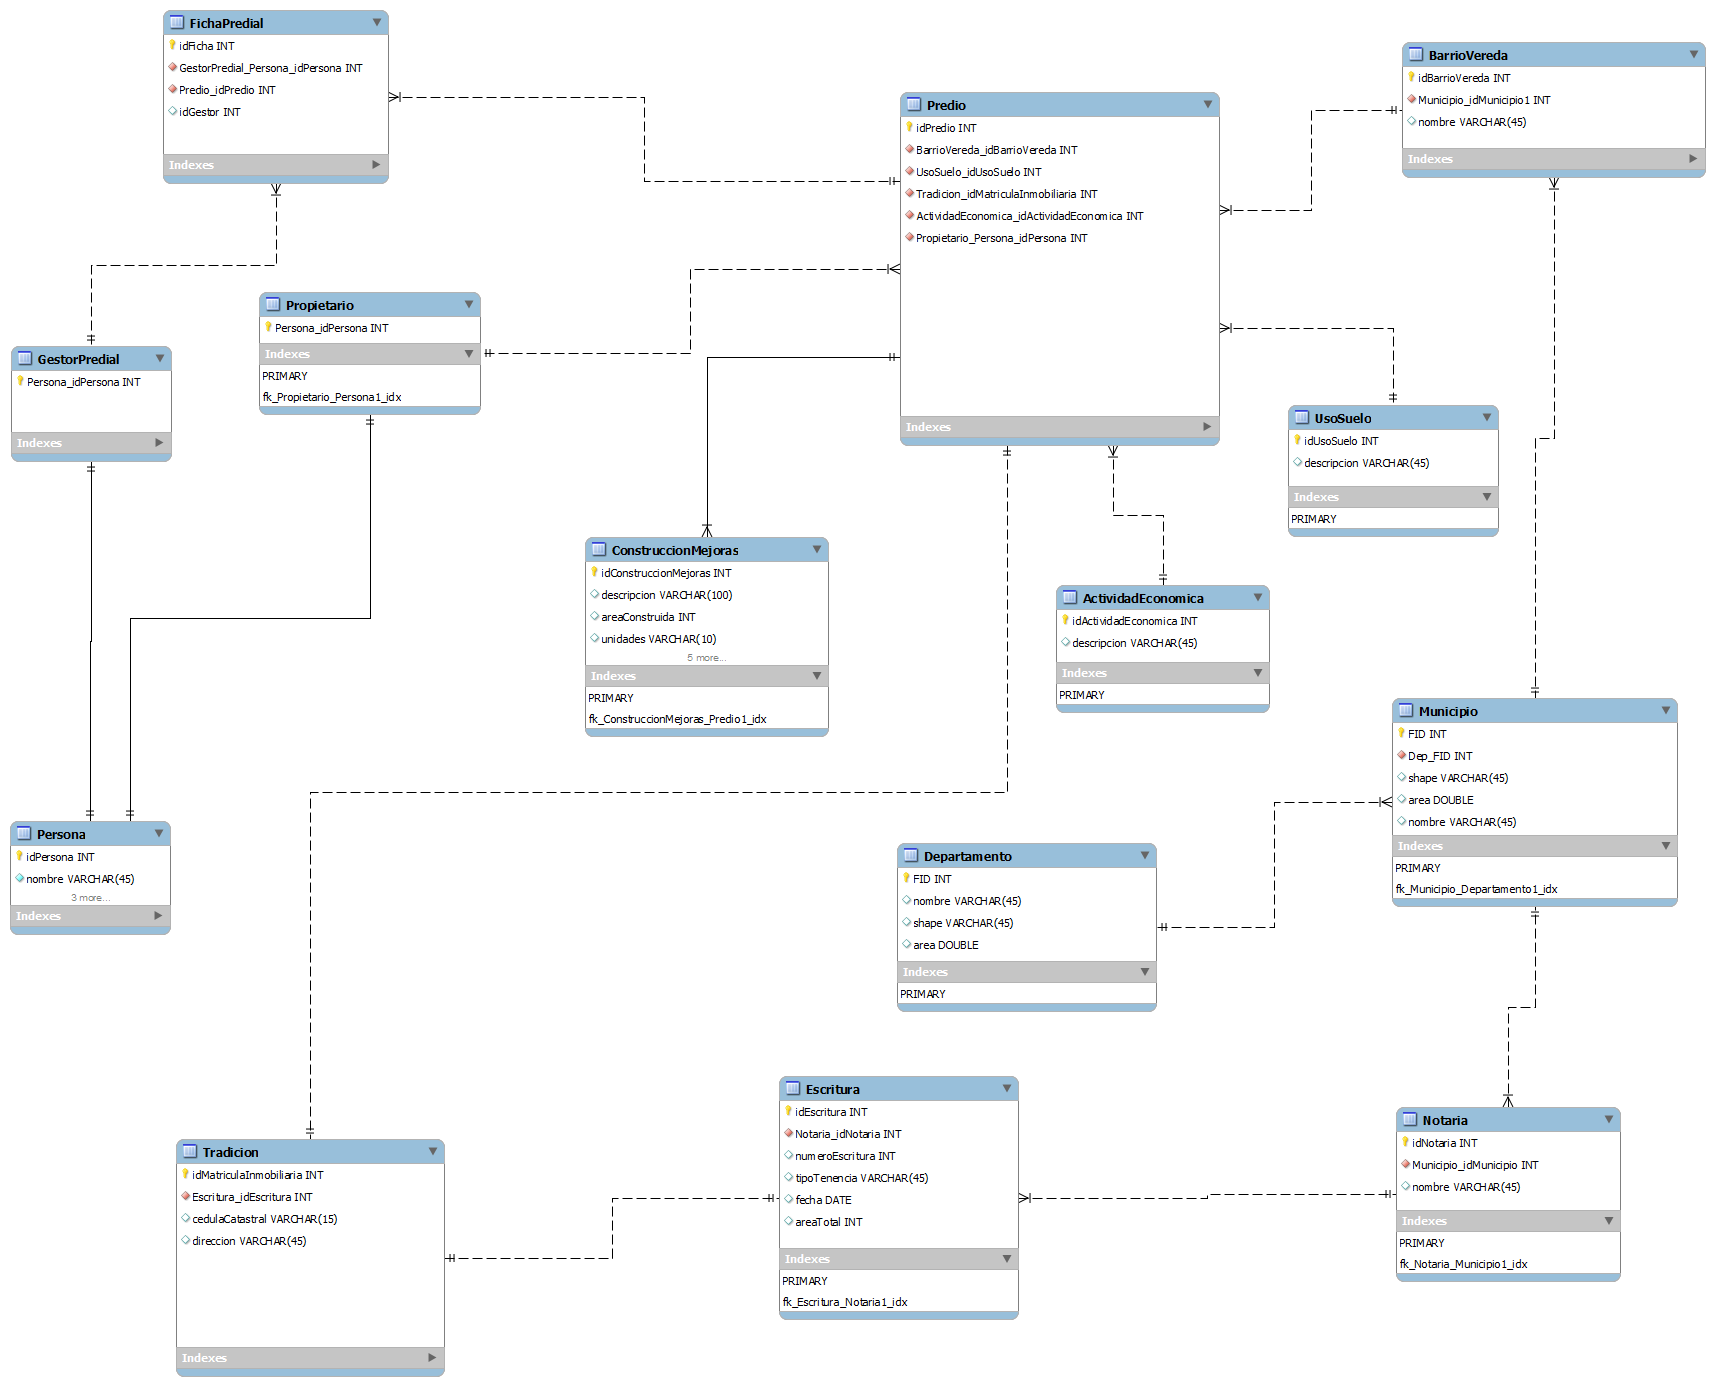 FichaPredial
idFicha INT
GestorPredial_Persona_idPersona INT
Predio_idPredio INT
idGestor INT
Indexes
BarrioVereda
idBarrioVereda INT
Municipio_idMunicipio1 INT
nombre VARCHAR(45)
Indexes
Predio
idPredio INT
BarrioVereda_idBarrioVereda INT
UsoSuelo_idUsoSuelo INT
Tradicion_idMatriculaInmobiliaria INT
ActividadEconomica_idActividadEconomica INT
Propietario_Persona_idPersona INT
Indexes
Propietario
Persona_idPersona INT
Indexes
PRIMARY
fk_Propietario_Persona1_idx
GestorPredial
Persona_idPersona INT
Indexes
UsoSuelo
idUsoSuelo INT
descripcion VARCHAR(45)
Indexes
PRIMARY
ConstruccionMejoras
idConstruccionMejoras INT
descripcion VARCHAR(100)
areaConstruida INT
unidades VARCHAR(10)
5 more...
Indexes
PRIMARY
fk_ConstruccionMejoras_Predio1_idx
ActividadEconomica
idActividadEconomica INT
descripcion VARCHAR(45)
Indexes
PRIMARY
Municipio
FID INT
Dep_FID INT
shape VARCHAR(45)
area DOUBLE
nombre VARCHAR(45)
Indexes
PRIMARY
fk_Municipio_Departamento1_idx
Persona
idPersona INT
nombre VARCHAR(45)
3 more...
Indexes
Departamento
FID INT
nombre VARCHAR(45)
shape VARCHAR(45)
area DOUBLE
Indexes
PRIMARY
Escritura
idEscritura INT
Notaria_idNotaria INT
numeroEscritura INT
tipoTenencia VARCHAR(45)
fecha DATE
areaTotal INT
Indexes
PRIMARY
fk_Escritura_Notaria1_idx
Notaria
idNotaria INT
Municipio_idMunicipio INT
nombre VARCHAR(45)
Indexes
PRIMARY
fk_Notaria_Municipio1_idx
Tradicion
idMatriculaInmobiliaria INT
Escritura_idEscritura INT
cedulaCatastral VARCHAR(15)
direccion VARCHAR(45)
Indexes